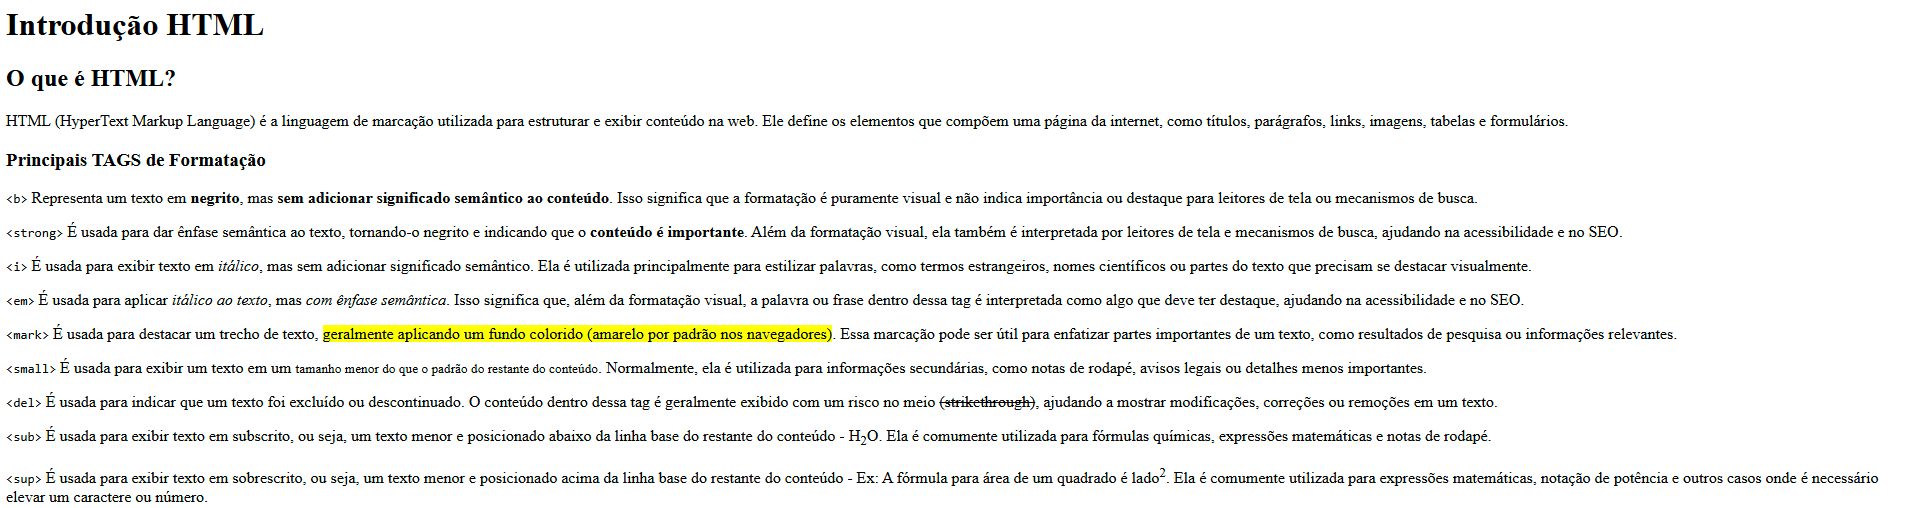 Introdução HTML
O que é HTML?
HTML (HyperText Markup Language) é a linguagem de marcação utilizada para estruturar e exibir conteúdo na web. Ele define os elementos que compõem uma página da internet, como títulos, parágrafos, links, imagens, tabelas e formulários.
Principais TAGS de Formatação
<b> Representa um texto em negrito, mas sem adicionar significado semântico ao conteúdo. Isso significa que a formatação é puramente visual e não indica importância ou destaque para leitores de tela ou mecanismos de busca.
<strong> É usada para dar ênfase semântica ao texto, tornando-o negrito e indicando que o conteúdo é importante. Além da formatação visual, ela também é interpretada por leitores de tela e mecanismos de busca, ajudando na acessibilidade e no SEO.
<i> É usada para exibir texto em itálico, mas sem adicionar significado semântico. Ela é utilizada principalmente para estilizar palavras, como termos estrangeiros, nomes científicos ou partes do texto que precisam se destacar visualmente.
<em> É usada para aplicar itálico ao texto, mas com ênfase semântica. Isso significa que, além da formatação visual, a palavra ou frase dentro dessa tag é interpretada como algo que deve ter destaque, ajudando na acessibilidade e no SEO.
<mark> É usada para destacar um trecho de texto, geralmente aplicando um fundo colorido (amarelo por padrão nos navegadores). Essa marcação pode ser útil para enfatizar partes importantes de um texto, como resultados de pesquisa ou informações relevantes.
<small> É usada para exibir um texto em um tamanho menor do que o padrão do restante do conteúdo. Normalmente, ela é utilizada para informações secundárias, como notas de rodapé, avisos legais ou detalhes menos importantes.
<del> É usada para indicar que um texto foi excluído ou descontinuado. O conteúdo dentro dessa tag é geralmente exibido com um risco no meio (strikethrough), ajudando a mostrar modificações, correções ou remoções em um texto.
<sub> É usada para exibir texto em subscrito, ou seja, um texto menor e posicionado abaixo da linha base do restante do conteúdo - H₂O. Ela é comumente utilizada para fórmulas químicas, expressões matemáticas e notas de rodapé.
<sup> É usada para exibir texto em sobrescrito, ou seja, um texto menor e posicionado acima da linha base do restante do conteúdo - Ex: A fórmula para área de um quadrado é lado². Ela é comumente utilizada para expressões matemáticas, notação de potência e outros casos onde é necessário
elevar um caractere ou número.